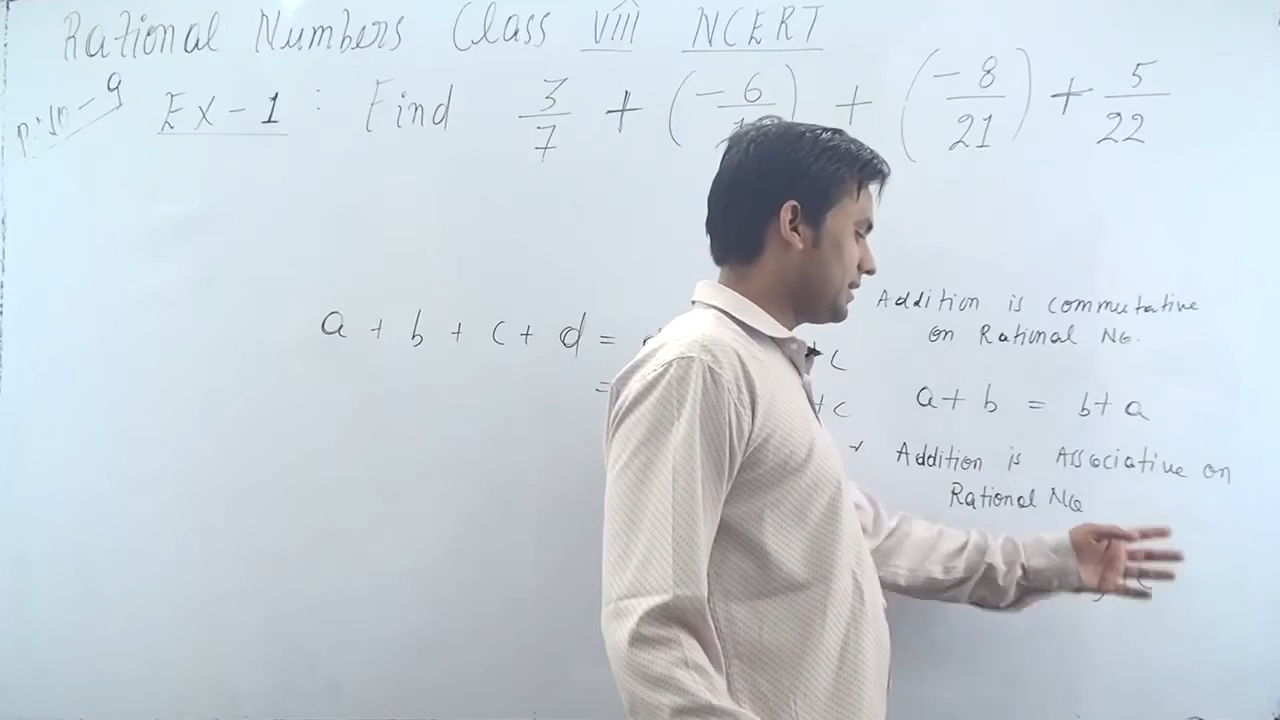 Rational Numbers Class VIII NCERT
P.N-9 Ex-1 : Find 3/7 + (-6/ ) + (-8/21) + 5/22
Addition is commutative
on Rational No.
a + b + c + d =
+ c
=
+ c
a + b = b + a
Addition is Associative on
Rational No